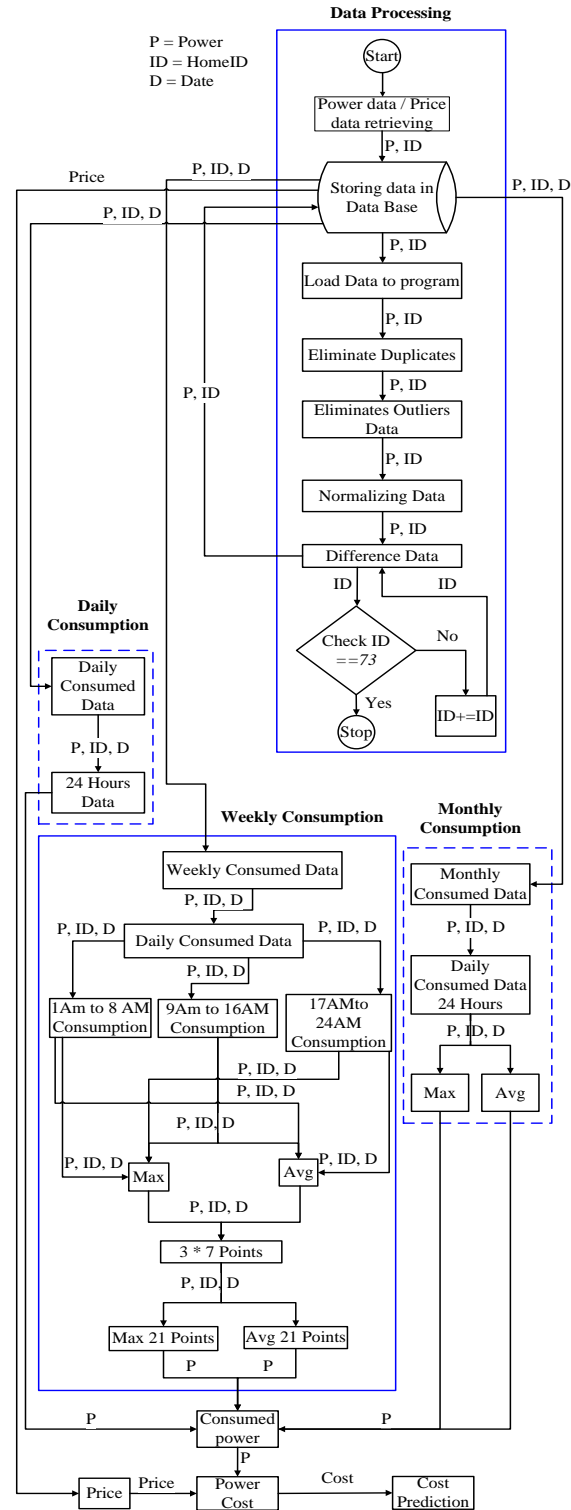 Data Processing
P = Power
ID = HomeID
D = Date
Start
Power data / Price
data retrieving
P, ID
Price
P, ID, D
P, ID, D
Storing data in
Data Base
P, ID, D
P, ID
Load Data to program
P, ID
Eliminate Duplicates
P, ID
P, ID
Eliminates Outliers
Data
P, ID
Normalizing Data
P, ID
Difference Data
ID
ID
Check ID
==73
No
ID+=ID
Yes
Stop
Daily
Consumption
Daily
Consumed
Data
P, ID, D
24 Hours
Data
Weekly Consumption
Weekly Consumed Data
P, ID, D
P, ID, D
Daily Consumed Data
P, ID, D
P, ID, D
1Am to 8 AM
Consumption
9Am to 16AM
Consumption
17AMto
24AM
Consumption
P, ID, D
P, ID, D
P, ID, D
P, ID, D
Max
Avg
P, ID, D
P, ID, D
3 * 7 Points
P, ID, D
Max 21 Points
Avg 21 Points
P
P
Monthly
Consumption
Monthly
Consumed Data
P, ID, D
Daily
Consumed Data
24 Hours
P, ID, D
Max
Avg
P
Consumed
power
P
P
Price
Price
Power
Cost
Cost
Cost
Prediction